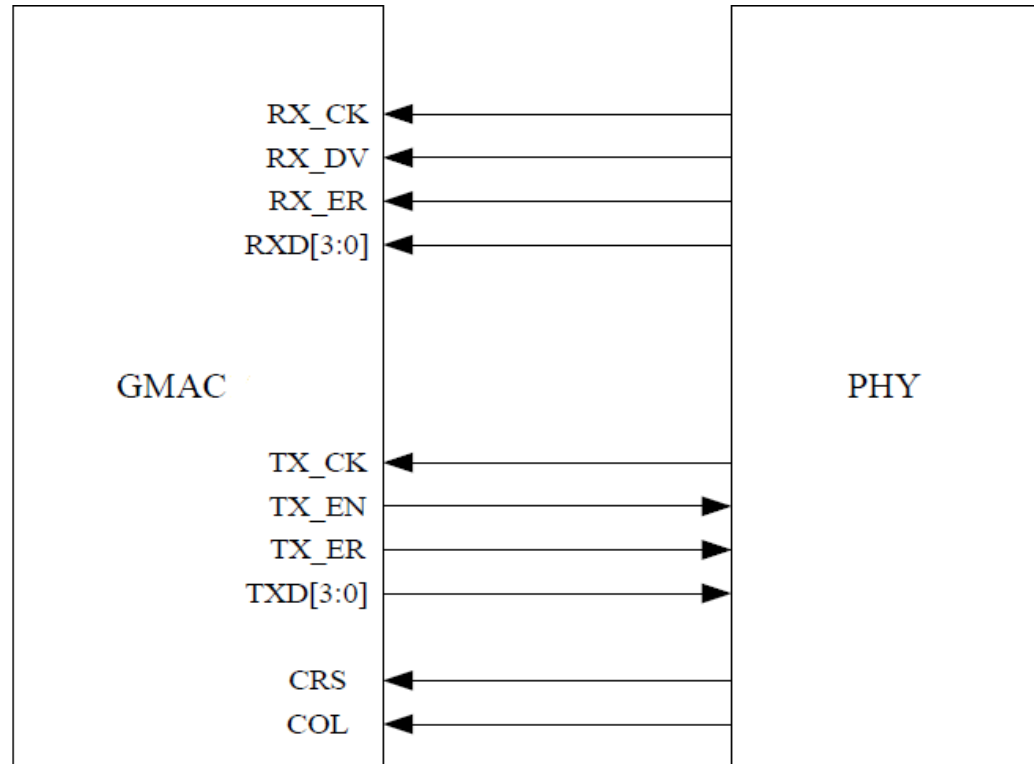 RX_CK
RX_DV
RX_ER
RXD[3:0]
GMAC
PHY
TX_CK
TX_EN
TX_ER
TXD[3:0]
CRS
COL